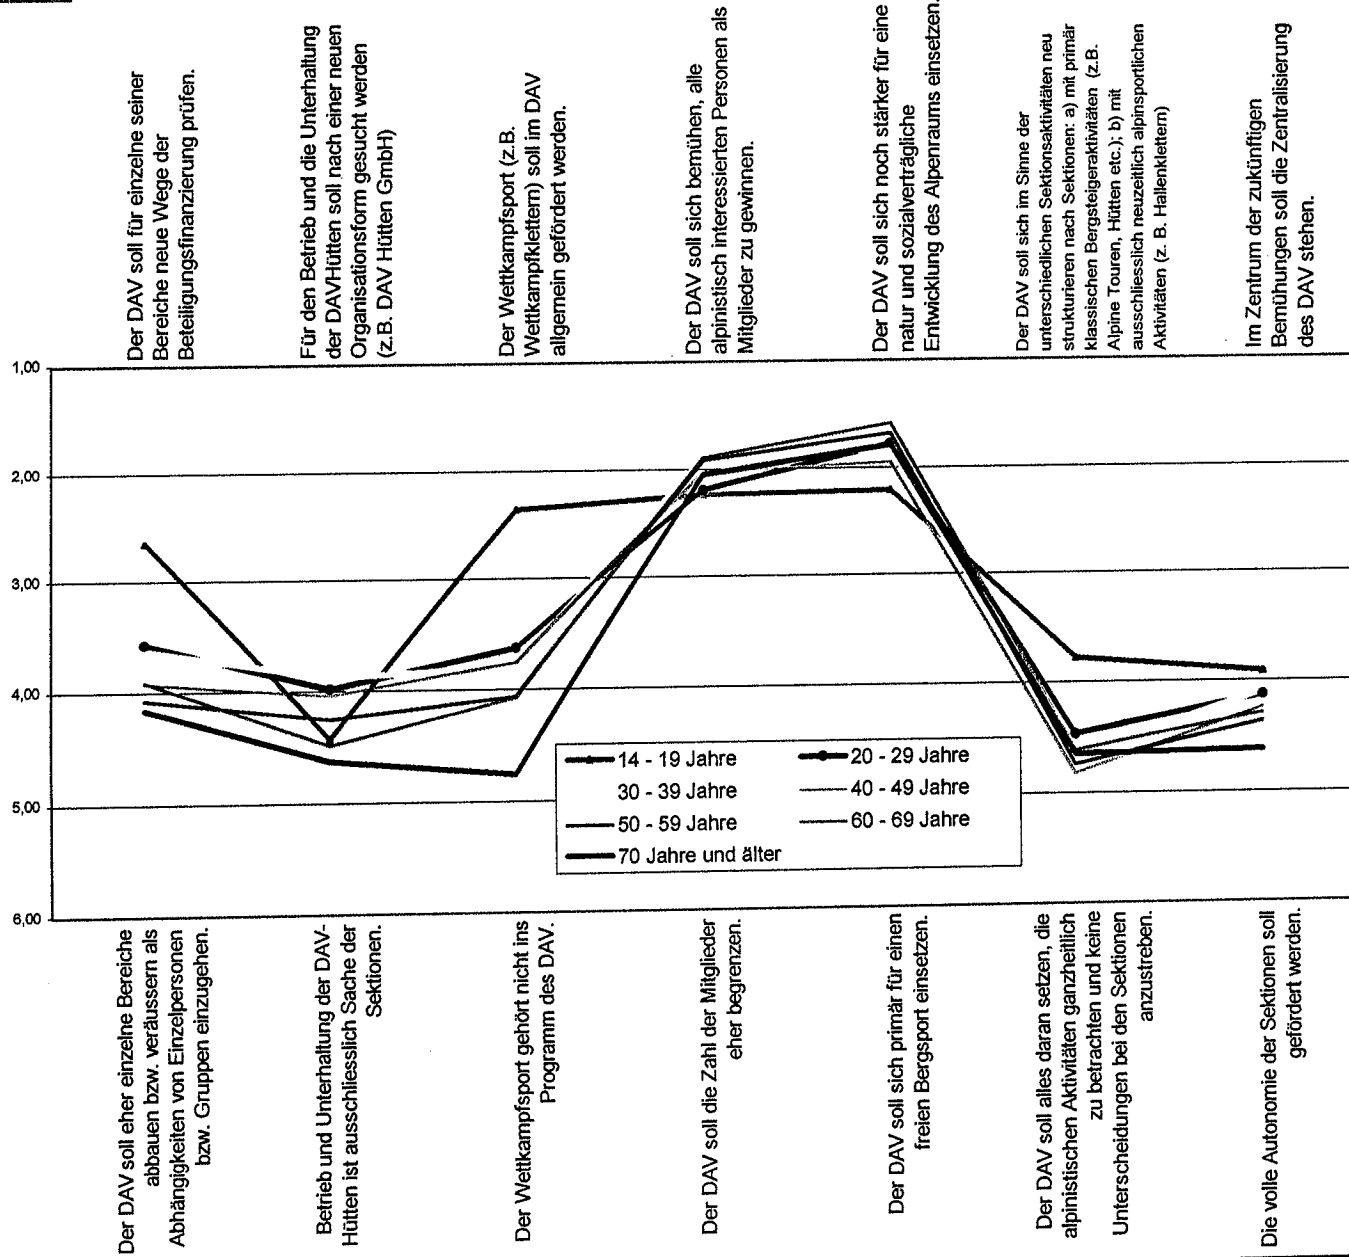 Der DAV soll für einzelne seiner
Bereiche neue Wege der
Beteiligungsfinanzierung prüfen.
Für den Betrieb und die Unterhaltung
der DAVHütten soll nach einer neuen
Organisationsform gesucht werden
(z.B. DAV Hütten GmbH)
Der Wettkampfsport (z.B.
Wettkampfklettern) soll im DAV
allgemein gefördert werden.
Der DAV soll sich bemühen, alle
alpinistisch interessierten Personen als
Mitglieder zu gewinnen.
Der DAV soll sich noch stärker für eine
natur und sozialverträgliche
Entwicklung des Alpenraums einsetzen.
Der DAV soll sich im Sinne der
unterschiedlichen Sektionsaktivitäten neu
strukturieren nach Sektionen: a) mit primär
klassischen Bergsteigeraktivitäten (z.B.
Alpine Touren, Hütten etc.); b) mit
ausschliesslich neuzeitlich alpinsportlichen
Aktivitäten (z. B. Hallenklettern)
Im Zentrum der zukünftigen
Bemühungen soll die Zentralisierung
des DAV stehen.
1,00
2,00
3,00
4,00
5,00
6,00
14 - 19 Jahre
20 - 29 Jahre
30 - 39 Jahre
40 - 49 Jahre
50 - 59 Jahre
60 - 69 Jahre
70 Jahre und älter
Der DAV soll eher einzelne Bereiche
abbauen bzw. veräussern als
Abhängigkeiten von Einzelpersonen
bzw. Gruppen einzugehen.
Betrieb und Unterhaltung der DAV-
Hütten ist ausschliesslich Sache der
Sektionen.
Der Wettkampfsport gehört nicht ins
Programm des DAV.
Der DAV soll die Zahl der Mitglieder
eher begrenzen.
Der DAV soll sich primär für einen
freien Bergsport einsetzen.
Der DAV soll alles daran setzen, die
alpinistischen Aktivitäten ganzheitlich
zu betrachten und keine
Unterscheidungen bei den Sektionen
anzustreben.
Die volle Autonomie der Sektionen soll
gefördert werden.